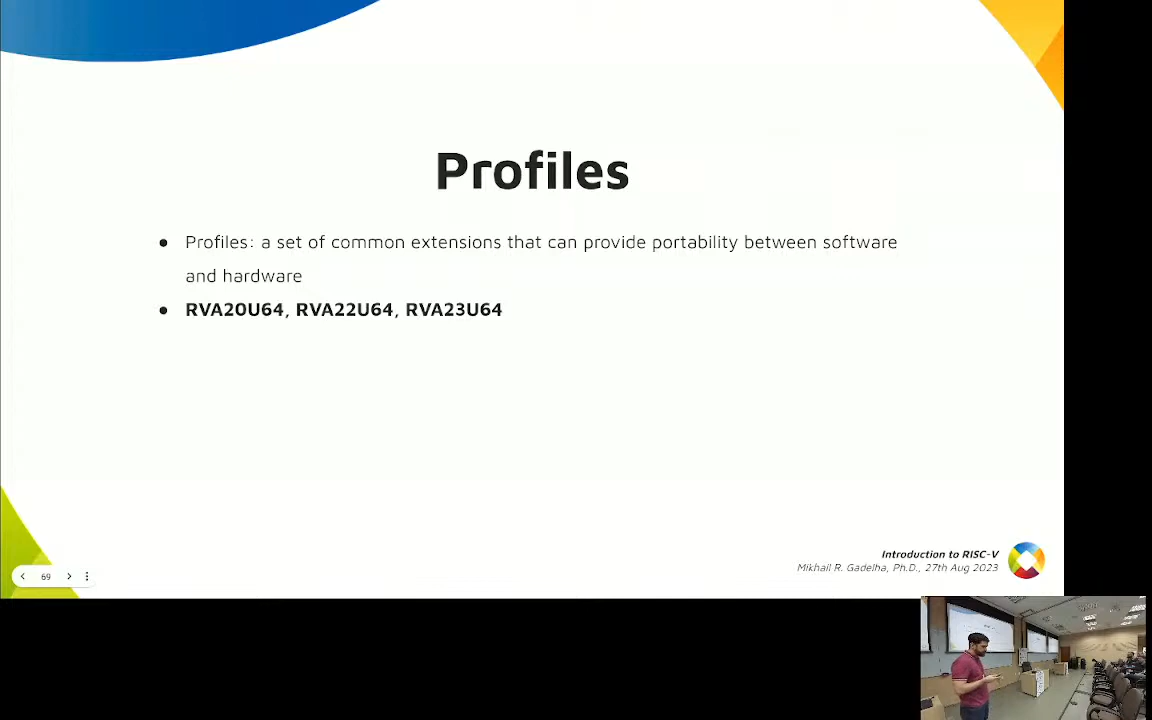 Profiles
● Profiles: a set of common extensions that can provide portability between software
and hardware
● RVA20U64, RVA22U64, RVA23U64
Introduction to RISC-V
Mikhail R. Gadelha, Ph.D., 27th Aug 2023
69